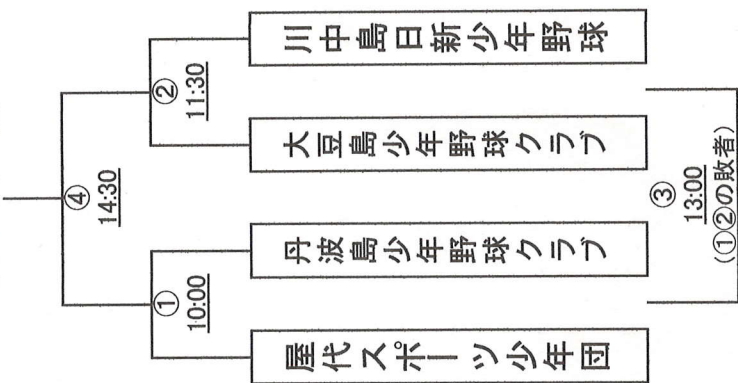 ④
14:30
①
10:00
②
11:30
屋代スポーツ少年団
丹波島少年野球クラブ
大豆島少年野球クラブ
川中島日新少年野球
③
13:00
(①②の敗者)